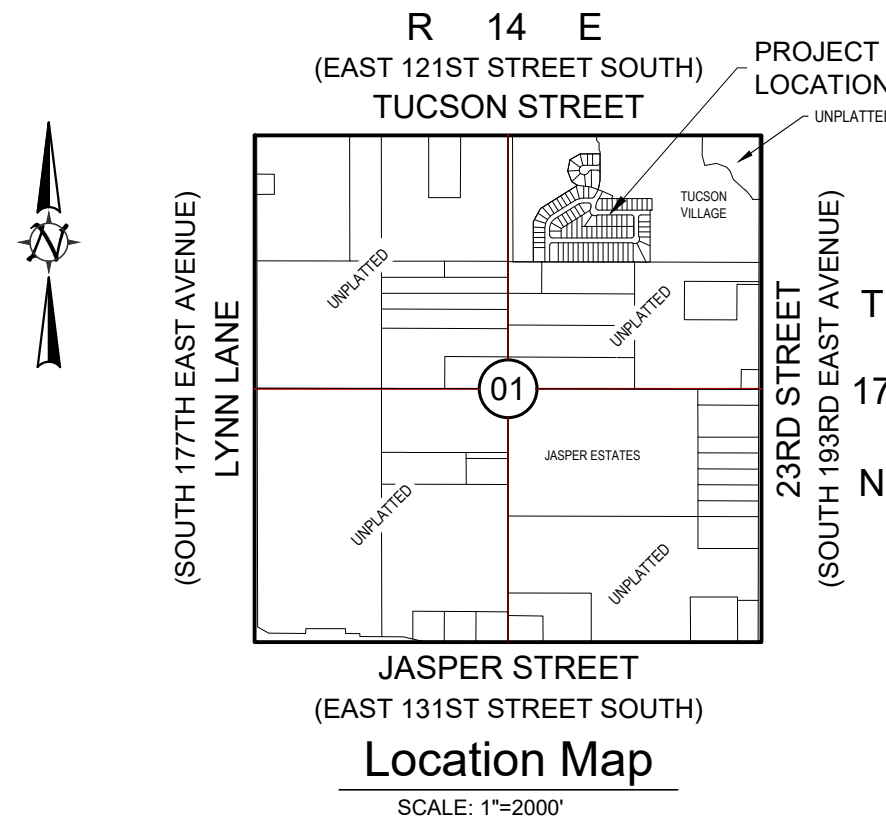 R 14 E
(EAST 121ST STREET SOUTH)
TUCSON STREET
PROJECT
LOCATION
UNPLATTED
TUCSON
VILLAGE
N
(SOUTH 177TH EAST AVENUE)
LYNN LANE
UNPLATTED
UNPLATTED
01
23RD STREET
(SOUTH 193RD EAST AVENUE)
T
17
N
JASPER ESTATES
UNPLATTED
UNPLATTED
JASPER STREET
(EAST 131ST STREET SOUTH)
Location Map
SCALE: 1"=2000'